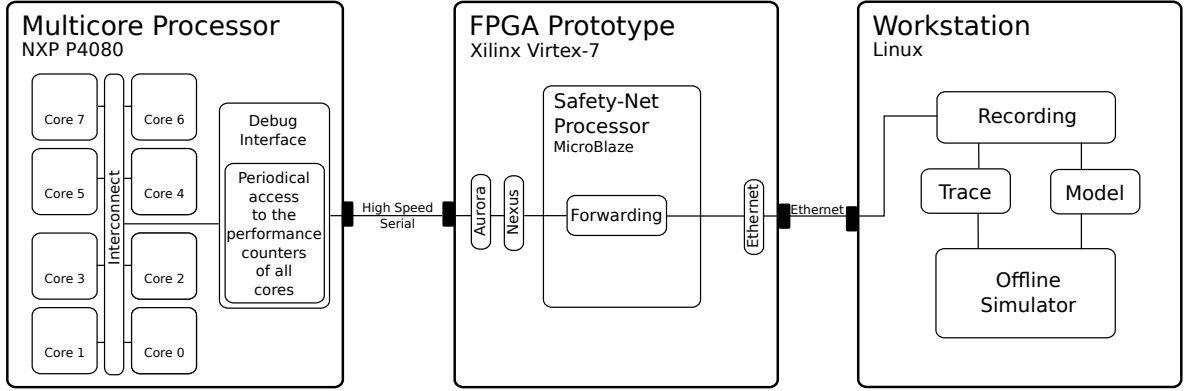 Multicore Processor
NXP P4080
Core 7
Core 6
Core 5
Core 4
Core 3
Core 2
Core 1
Core 0
Interconnect
Debug
Interface
Periodical
access
to the
performance
counters
of all
cores
High Speed
Serial
FPGA Prototype
Xilinx Virtex-7
Aurora
Nexus
Safety-Net
Processor
MicroBlaze
Forwarding
Ethernet
Ethernet
Workstation
Linux
Recording
Trace
Model
Offline
Simulator